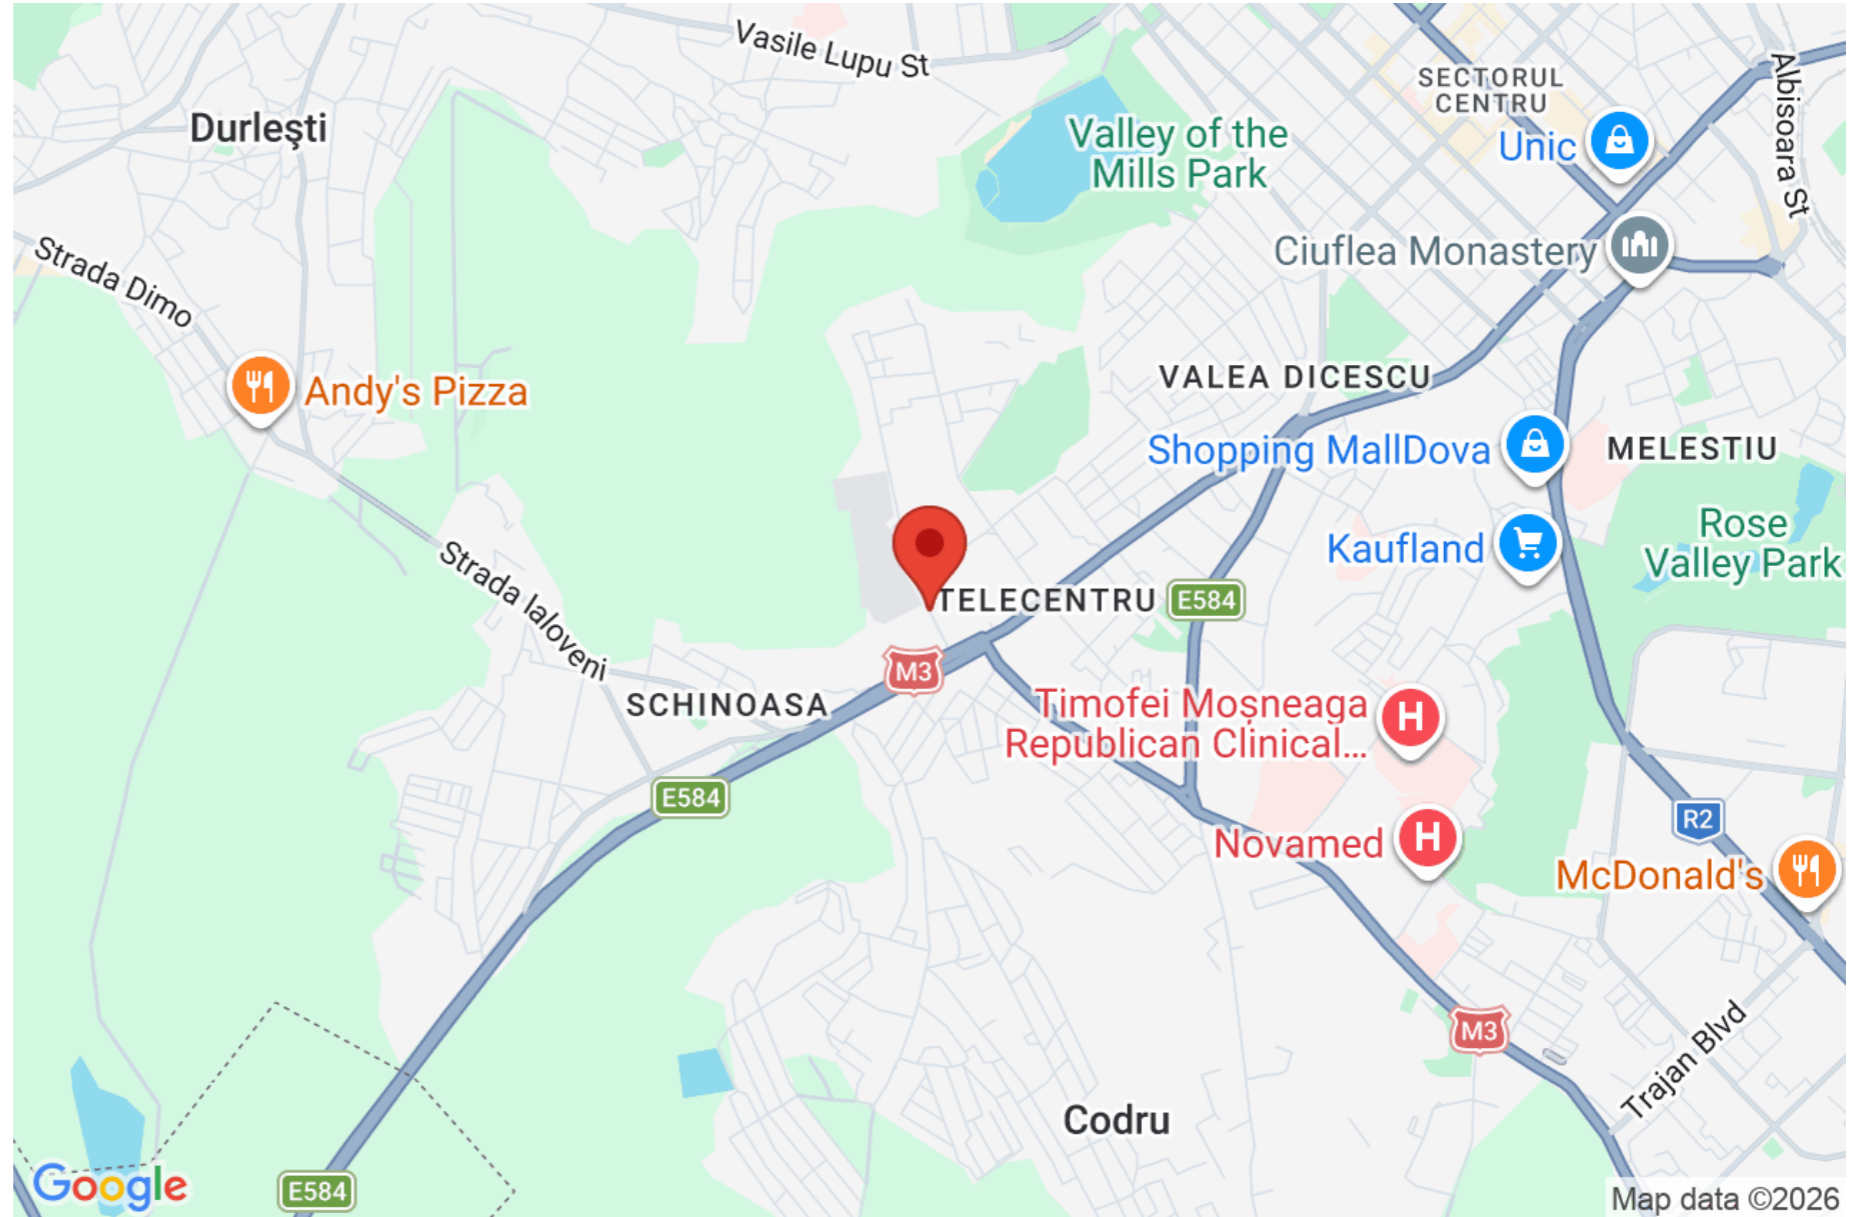 Vasile Lupu St
SECTORUL
CENTRU
Albisoara St
Durleşti
Valley of the
Mills Park
Unic
Strada Dimo
Ciuflea Monastery
Andy's Pizza
VALEA DICESCU
Shopping MallDova
MELESTIU
Rose
Valley Park
Kaufland
Strada Ialoveni
TELECENTRU
E584
M3
SCHINOASA
Timofei Moșneaga
Republican Clinical...
E584
R2
Novamed
McDonald's
M3
Trajan Blvd
Codru
Google
E584
Map data ©2026